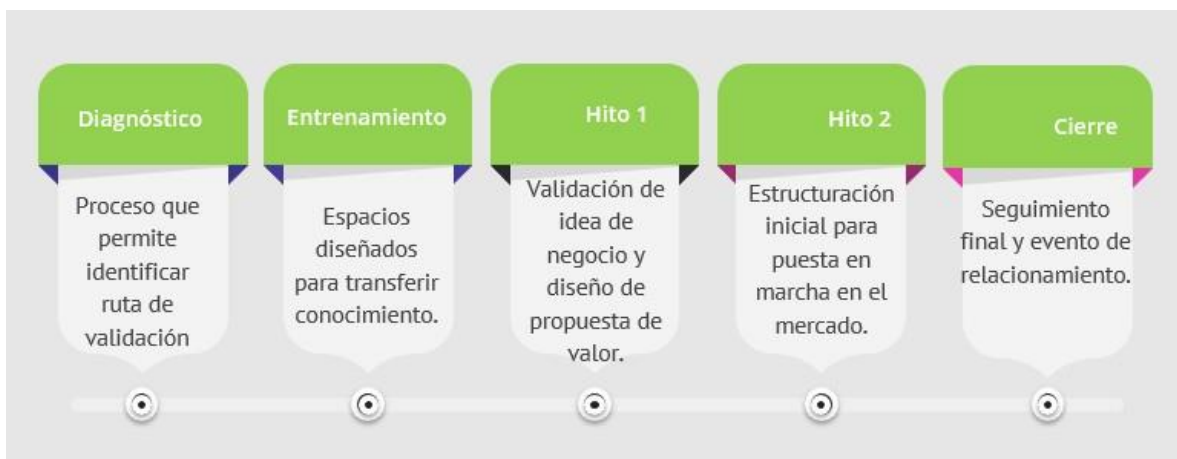 Diagnóstico
Proceso que
permite
identificar
ruta de
validación
Entrenamiento
Espacios
diseñados
para transferir
conocimiento.
Hito 1
Validación de
idea de
negocio y
diseño de
propuesta de
valor.
Hito 2
Estructuración
inicial para
puesta en
marcha en el
mercado.
Cierre
Seguimiento
final y evento de
relacionamiento.